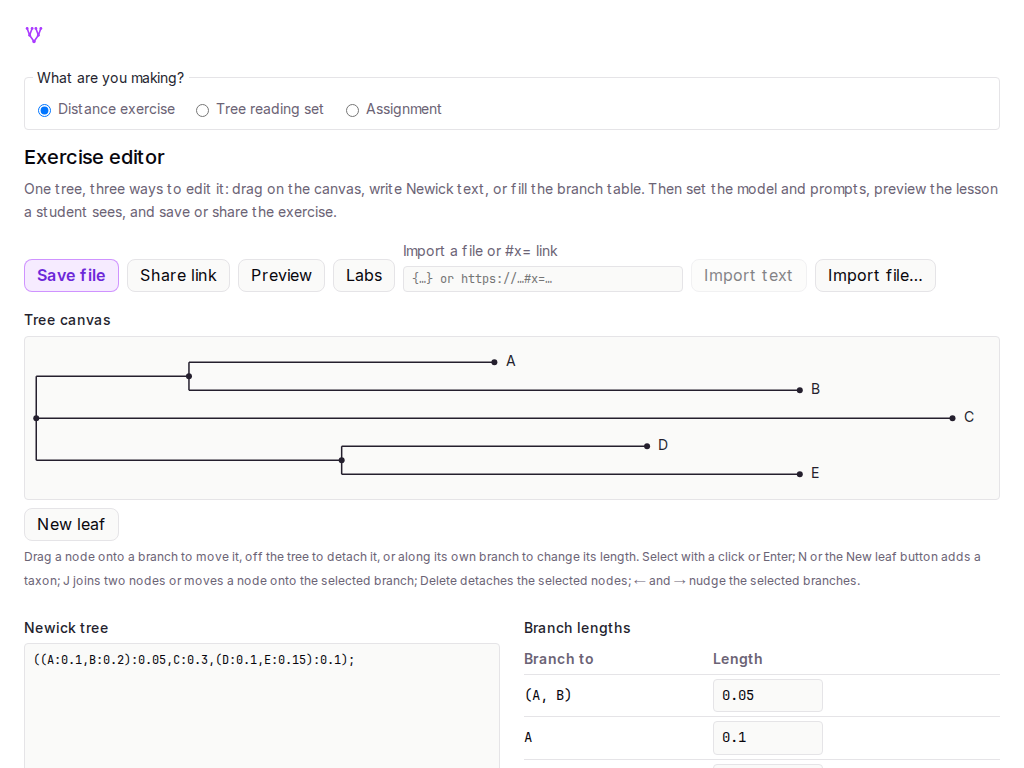 What are you making?
Distance exercise
Tree reading set
Assignment
Exercise editor
One tree, three ways to edit it: drag on the canvas, write Newick text, or fill the branch table. Then set the model and prompts, preview the lesson
a student sees, and save or share the exercise.
Import a file or #x= link
Save file
Share link
Preview
Labs
{…} or https://…#x=…
Import text
Import file…
Tree canvas
A
B
C
D
E
New leaf
Drag a node onto a branch to move it, off the tree to detach it, or along its own branch to change its length. Select with a click or Enter; N or the New leaf button adds a
taxon; J joins two nodes or moves a node onto the selected branch; Delete detaches the selected nodes; ← and → nudge the selected branches.
Newick tree
((A:0.1,B:0.2):0.05,C:0.3,(D:0.1,E:0.15):0.1);
Branch lengths
Branch to
Length
(A, B)
0.05
A
0.1